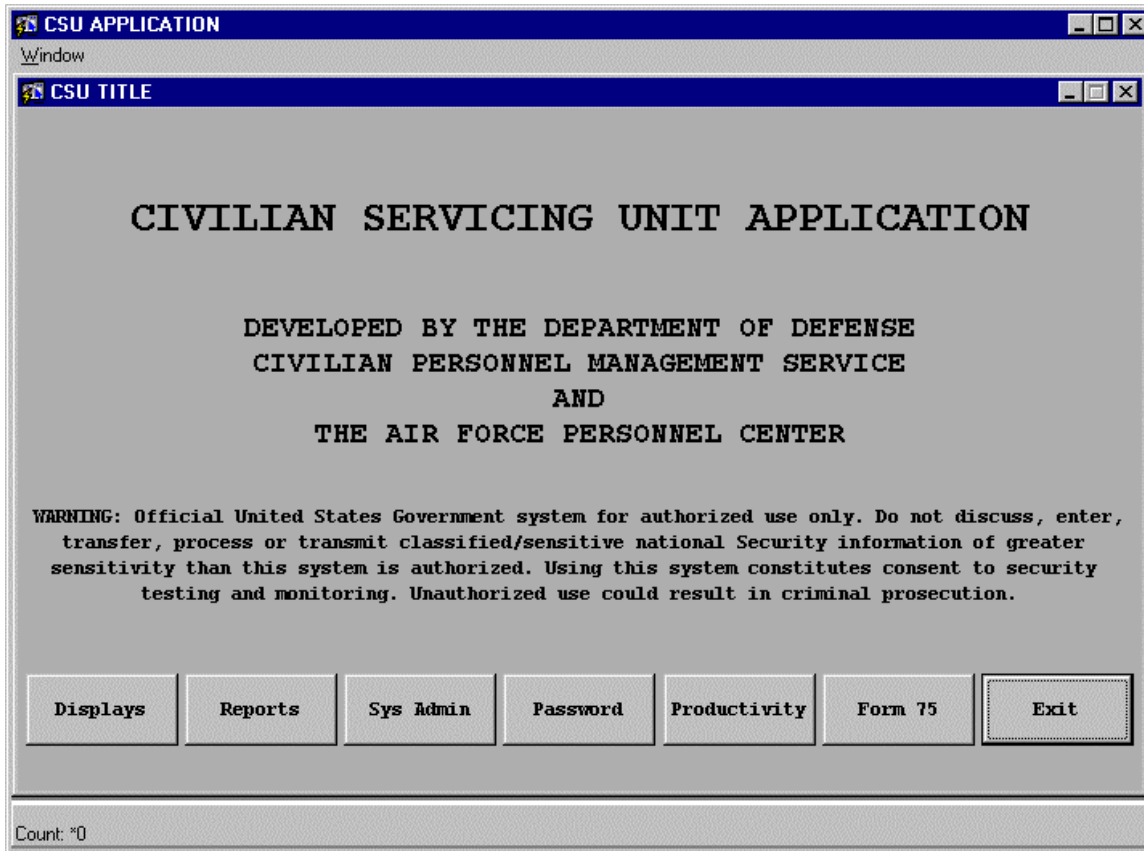 CSU APPLICATION
Window
CSU TITLE
CIVILIAN SERVICING UNIT APPLICATION
DEVELOPED BY THE DEPARTMENT OF DEFENSE
CIVILIAN PERSONNEL MANAGEMENT SERVICE
AND
THE AIR FORCE PERSONNEL CENTER
WARNING: Official United States Government system for authorized use only. Do not discuss, enter,
transfer, process or transmit classified/sensitive national Security information of greater
sensitivity than this system is authorized. Using this system constitutes consent to security
testing and monitoring. Unauthorized use could result in criminal prosecution.
Displays Reports Sys Admin Password Productivity Form 75 Exit
Count: *0